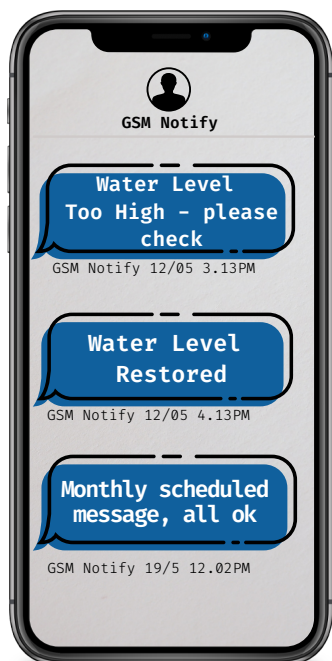 GSM Notify
Water Level
Too High - please
check
GSM Notify 12/05 3.13PM
Water Level
Restored
GSM Notify 12/05 4.13PM
Monthly scheduled
message, all ok
GSM Notify 19/5 12.02PM